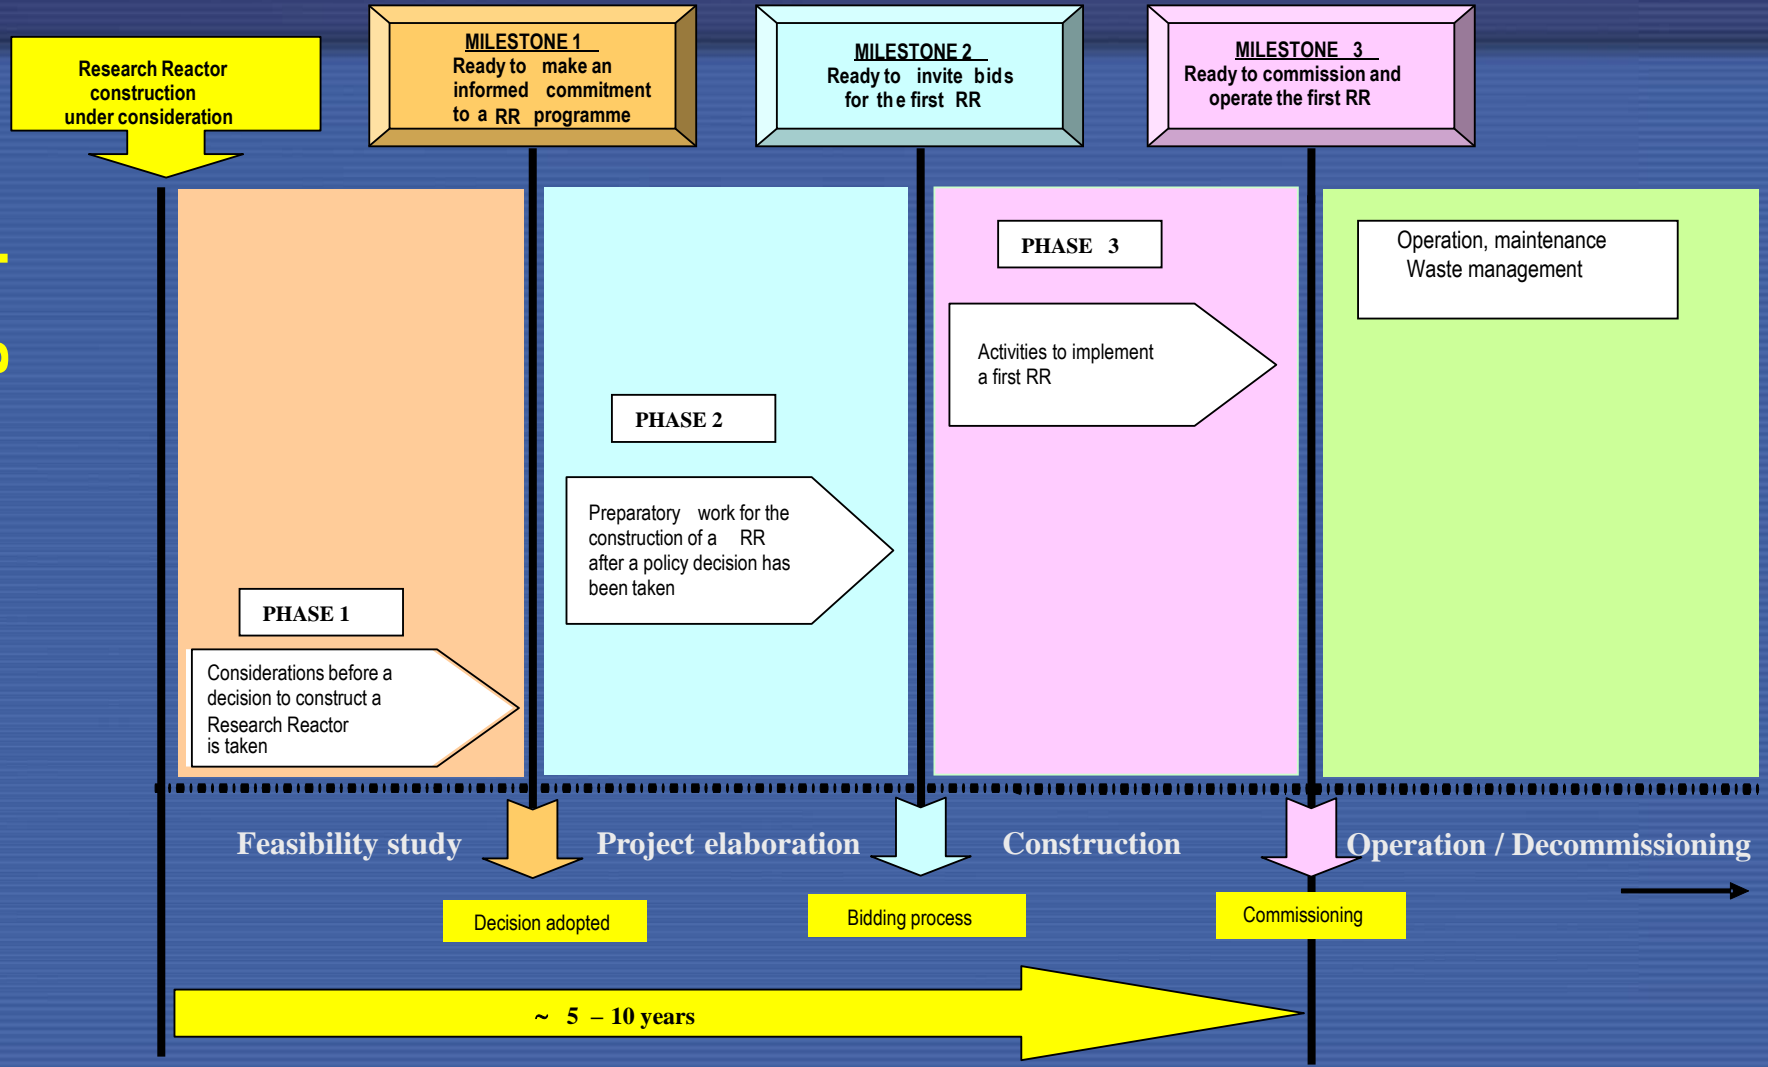 Research Reactor
construction
under consideration
MILESTONE 1
Ready to make an
informed commitment
to a RR programme
MILESTONE 2
Ready to invite bids
for the first RR
MILESTONE 3
Ready to commission and
operate the first RR
PHASE 1
Considerations before a
decision to construct a
Research Reactor
is taken
PHASE 2
Preparatory work for the
construction of a RR
after a policy decision has
been taken
PHASE 3
Activities to implement
a first RR
Operation, maintenance
Waste management
Feasibility study
Project elaboration
Construction
Operation / Decommissioning
Decision adopted
Bidding process
Commissioning
~ 5 – 10 years